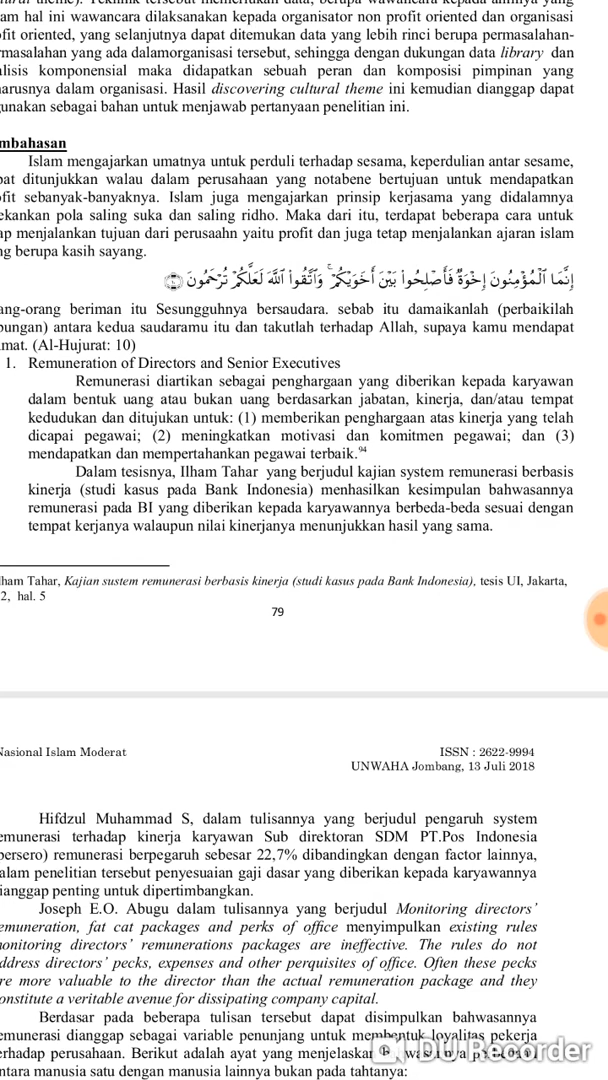 am hal ini wawancara dilaksanakan kepada organisator non profit oriented dan organisasi
fit oriented, yang selanjutnya dapat ditemukan data yang lebih rinci berupa permasalahan-
rmasalahan yang ada dalamorganisasi tersebut, sehingga dengan dukungan data library dan
alisis komponensial maka didapatkan sebuah peran dan komposisi pimpinan yang
harusnya dalam organisasi. Hasil discovering cultural theme ini kemudian dianggap dapat
gunakan sebagai bahan untuk menjawab pertanyaan penelitian ini.
mbahasan
Islam mengajarkan umatnya untuk perduli terhadap sesama, keperdulian antar sesame,
pat ditunjukkan walau dalam perusahaan yang notabene bertujuan untuk mendapatkan
ofit sebanyak-banyaknya. Islam juga mengajarkan prinsip kerjasama yang didalamnya
ekankan pola saling suka dan saling ridho. Maka dari itu, terdapat beberapa cara untuk
ap menjalankan tujuan dari perusaahn yaitu profit dan juga tetap menjalankan ajaran islam
ng berupa kasih sayang.
إِنَّمَا ٱلْمُؤْمِنُونَ إِخْوَةٌ فَأَصْلِحُوا۟ بَيْنَ أَخَوَيْكُمْ ۚ وَٱتَّقُوا۟ ٱللَّهَ لَعَلَّكُمْ تُرْحَمُونَ ۝١٠
ang-orang beriman itu Sesungguhnya bersaudara. sebab itu damaikanlah (perbaikilah
bungan) antara kedua saudaramu itu dan takutlah terhadap Allah, supaya kamu mendapat
mat. (Al-Hujurat: 10)
1. Remuneration of Directors and Senior Executives
Remunerasi diartikan sebagai penghargaan yang diberikan kepada karyawan
dalam bentuk uang atau bukan uang berdasarkan jabatan, kinerja, dan/atau tempat
kedudukan dan ditujukan untuk: (1) memberikan penghargaan atas kinerja yang telah
dicapai pegawai; (2) meningkatkan motivasi dan komitmen pegawai; dan (3)
mendapatkan dan mempertahankan pegawai terbaik.94
Dalam tesisnya, Ilham Tahar yang berjudul kajian system remunerasi berbasis
kinerja (studi kasus pada Bank Indonesia) menhasilkan kesimpulan bahwasannya
remunerasi pada BI yang diberikan kepada karyawannya berbeda-beda sesuai dengan
tempat kerjanya walaupun nilai kinerjanya menunjukkan hasil yang sama.
lham Tahar, Kajian sustem remunerasi berbasis kinerja (studi kasus pada Bank Indonesia), tesis UI, Jakarta,
2, hal. 5
79
Nasional Islam Moderat
ISSN : 2622-9994
UNWAHA Jombang, 13 Juli 2018
Hifdzul Muhammad S, dalam tulisannya yang berjudul pengaruh system
emunerasi terhadap kinerja karyawan Sub direktoran SDM PT.Pos Indonesia
persero) remunerasi berpegaruh sebesar 22,7% dibandingkan dengan factor lainnya,
alam penelitian tersebut penyesuaian gaji dasar yang diberikan kepada karyawannya
ianggap penting untuk dipertimbangkan.
Joseph E.O. Abugu dalam tulisannya yang berjudul Monitoring directors'
emuneration, fat cat packages and perks of office menyimpulkan existing rules
monitoring directors' remunerations packages are ineffective. The rules do not
ddress directors' pecks, expenses and other perquisites of office. Often these pecks
re more valuable to the director than the actual remuneration package and they
onstitute a veritable avenue for dissipating company capital.
Berdasar pada beberapa tulisan tersebut dapat disimpulkan bahwasannya
emunerasi dianggap sebagai variable penunjang untuk membentuk loyalitas pekerja
erhadap perusahaan. Berikut adalah ayat yang menjelaskan
DU Recorder
ntara manusia satu dengan manusia lainnya bukan pada tahtanya: